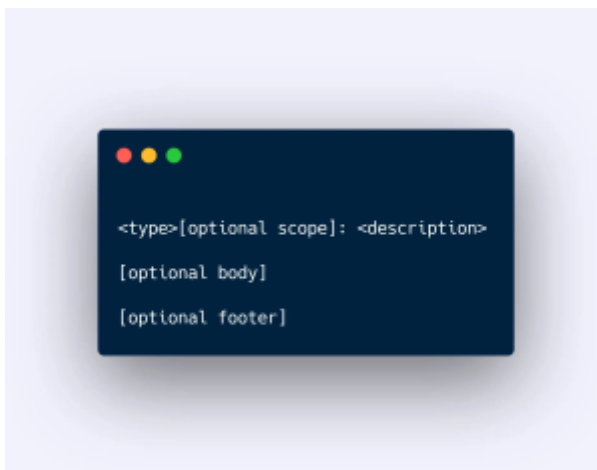 <type>[optional scope]: <description>
[optional body]
[optional footer]